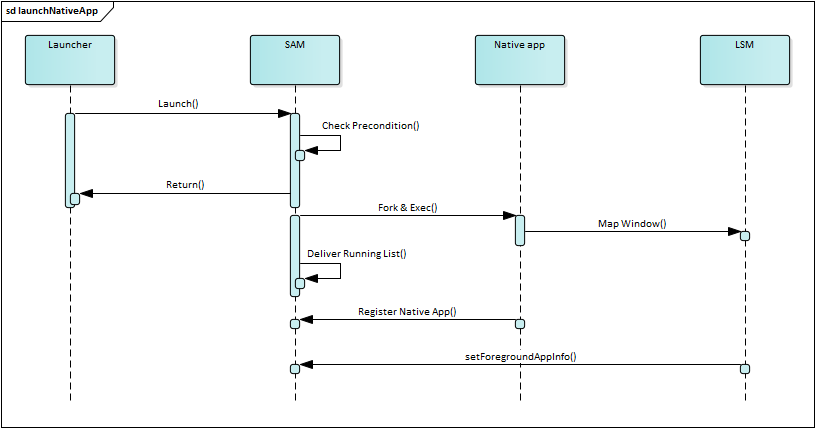 sd launchNativeApp
Launcher
SAM
Native app
LSM
Launch()
Check Precondition()
Return()
Fork & Exec()
Map Window()
Deliver Running List()
Register Native App()
setForegroundAppInfo()